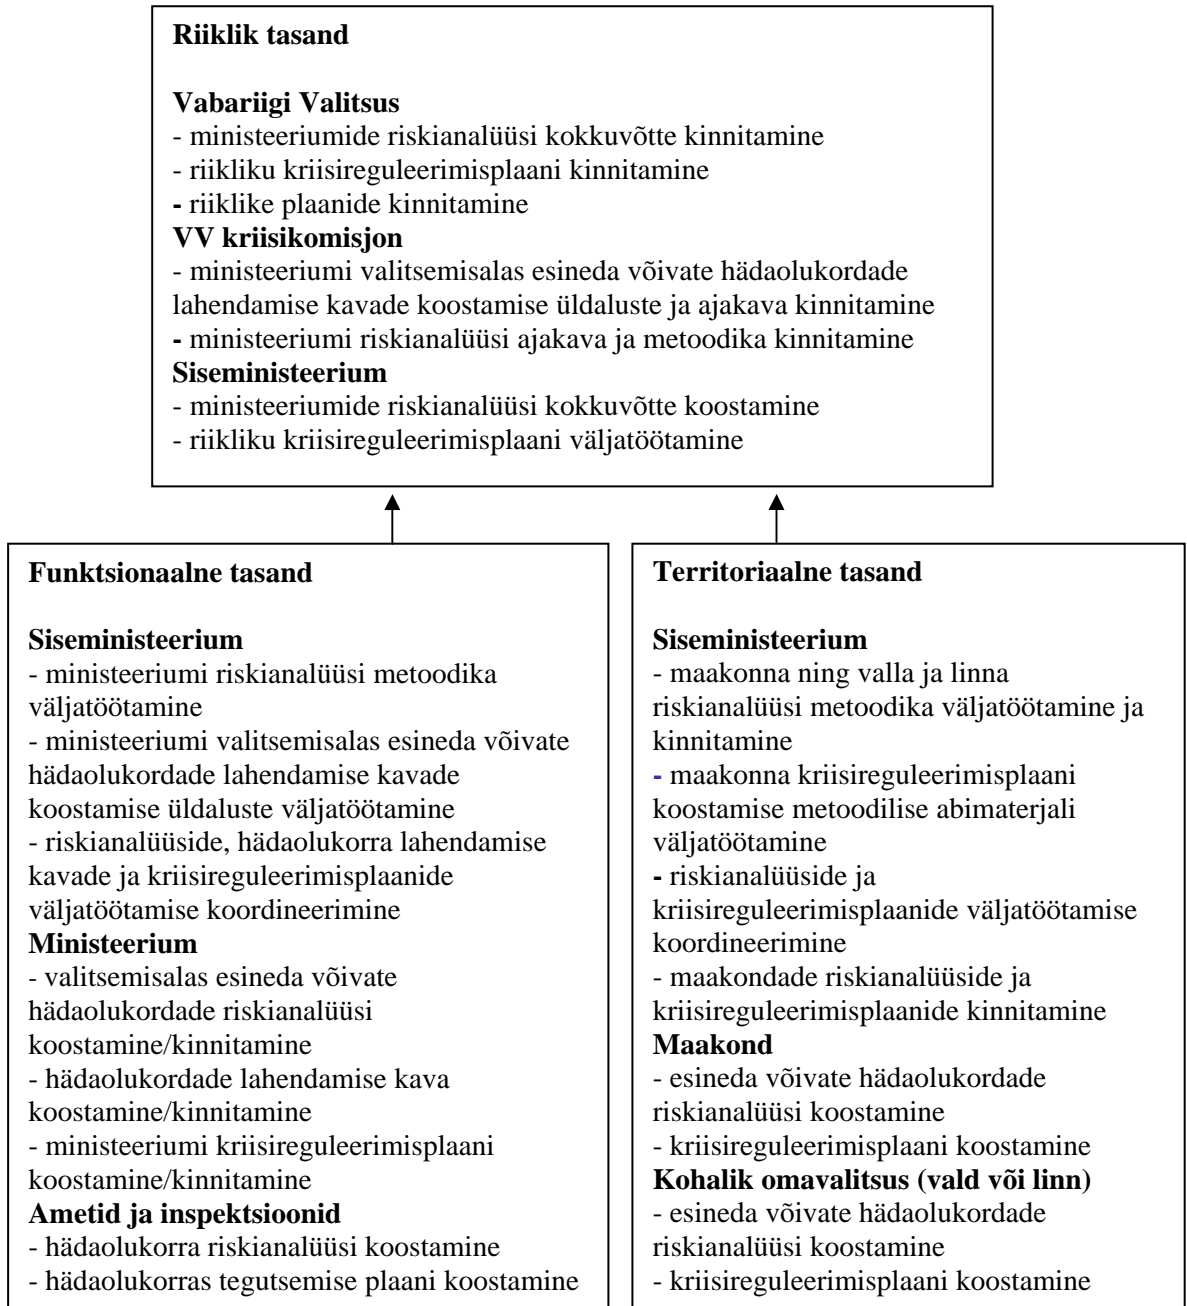 Riiklik tasand
Vabariigi Valitsus
- ministeeriumide riskianalüüsi kokkuvõtte kinnitamine
- riikliku kriisireguleerimisplaani kinnitamine
- riiklike plaanide kinnitamine
VV kriisikomisjon
- ministeeriumi valitsemisalas esineda võivate hädaolukordade
lahendamise kavade koostamise üldaluste ja ajakava kinnitamine
- ministeeriumi riskianalüüsi ajakava ja metoodika kinnitamine
Siseministeerium
- ministeeriumide riskianalüüsi kokkuvõtte koostamine
- riikliku kriisireguleerimisplaani väljatöötamine
Funktsionaalne tasand
Siseministeerium
- ministeeriumi riskianalüüsi metoodika
väljatöötamine
- ministeeriumi valitsemisalas esineda võivate
hädaolukordade lahendamise kavade
koostamise üldaluste väljatöötamine
- riskianalüüside, hädaolukorra lahendamise
kavade ja kriisireguleerimisplaanide
väljatöötamise koordineerimine
Ministeerium
- valitsemisalas esineda võivate
hädaolukordade riskianalüüsi
koostamine/kinnitamine
- hädaolukordade lahendamise kava
koostamine/kinnitamine
- ministeeriumi kriisireguleerimisplaani
koostamine/kinnitamine
Ametid ja inspektsioonid
- hädaolukorra riskianalüüsi koostamine
- hädaolukorras tegutsemise plaani koostamine
Territoriaalne tasand
Siseministeerium
- maakonna ning valla ja linna
riskianalüüsi metoodika väljatöötamine ja
kinnitamine
- maakonna kriisireguleerimisplaani
koostamise metoodilise abimaterjali
väljatöötamine
- riskianalüüside ja
kriisireguleerimisplaanide väljatöötamise
koordineerimine
- maakondade riskianalüüside ja
kriisireguleerimisplaanide kinnitamine
Maakond
- esineda võivate hädaolukordade
riskianalüüsi koostamine
- kriisireguleerimisplaani koostamine
Kohalik omavalitsus (vald või linn)
- esineda võivate hädaolukordade
riskianalüüsi koostamine
- kriisireguleerimisplaani koostamine